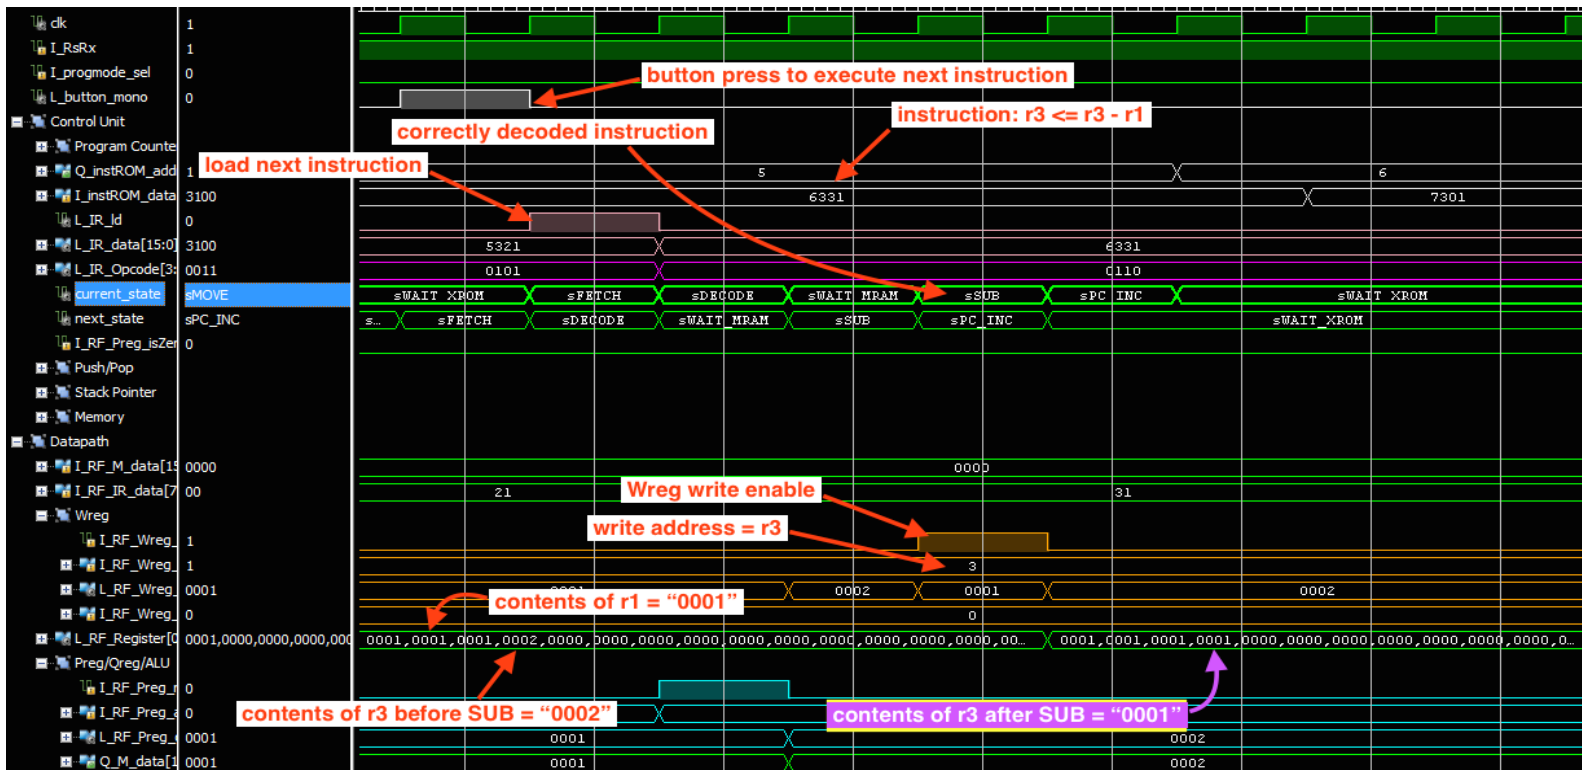 clk 1
I_RsRx 1
I_progmode_sel 0
L_button_mono 0
button press to execute next instruction
Control Unit
instruction: r3 <= r3 - r1
correctly decoded instruction
Program Counte
load next instruction
Q_instROM_add 1 5 6
I_instROM_data 3100 6331 7301
L_IR_ld 0
L_IR_data[15:0] 3100 5321 6331
L_IR_Opcode[3: 0011 0101 0110
current_state sMOVE sWAIT_XROM sFETCH sDECODE sWAIT_MRAM sSUB sPC_INC sWAIT_XROM
next_state sPC_INC s... sFETCH sDECODE sWAIT_MRAM sSUB sPC_INC sWAIT_XROM
I_RF_Preg_isZer 0
Push/Pop
Stack Pointer
Memory
Datapath
I_RF_M_data[15 0000 0000
I_RF_IR_data[7 00 21 31
Wreg write enable
Wreg
write address = r3
I_RF_Wreg_ 1
I_RF_Wreg_ 1 3
L_RF_Wreg_ 0001 0001 0002 0001 0002
contents of r1 = “0001”
I_RF_Wreg_ 0 0
L_RF_Register[0 0001,0000,0000,0000,000 0001,0001,0001,0002,0000,0000,0000,0000,0000,0000,0000,0000,0000,00... 0001,0001,0001,0001,0000,0000,0000,0000,0000,0000,0000,0...
Preg/Qreg/ALU
I_RF_Preg_r 0
I_RF_Preg_a 0
contents of r3 before SUB = “0002”
contents of r3 after SUB = “0001”
L_RF_Preg_ 0001 0001 0002
Q_M_data[1 0001 0001 0002